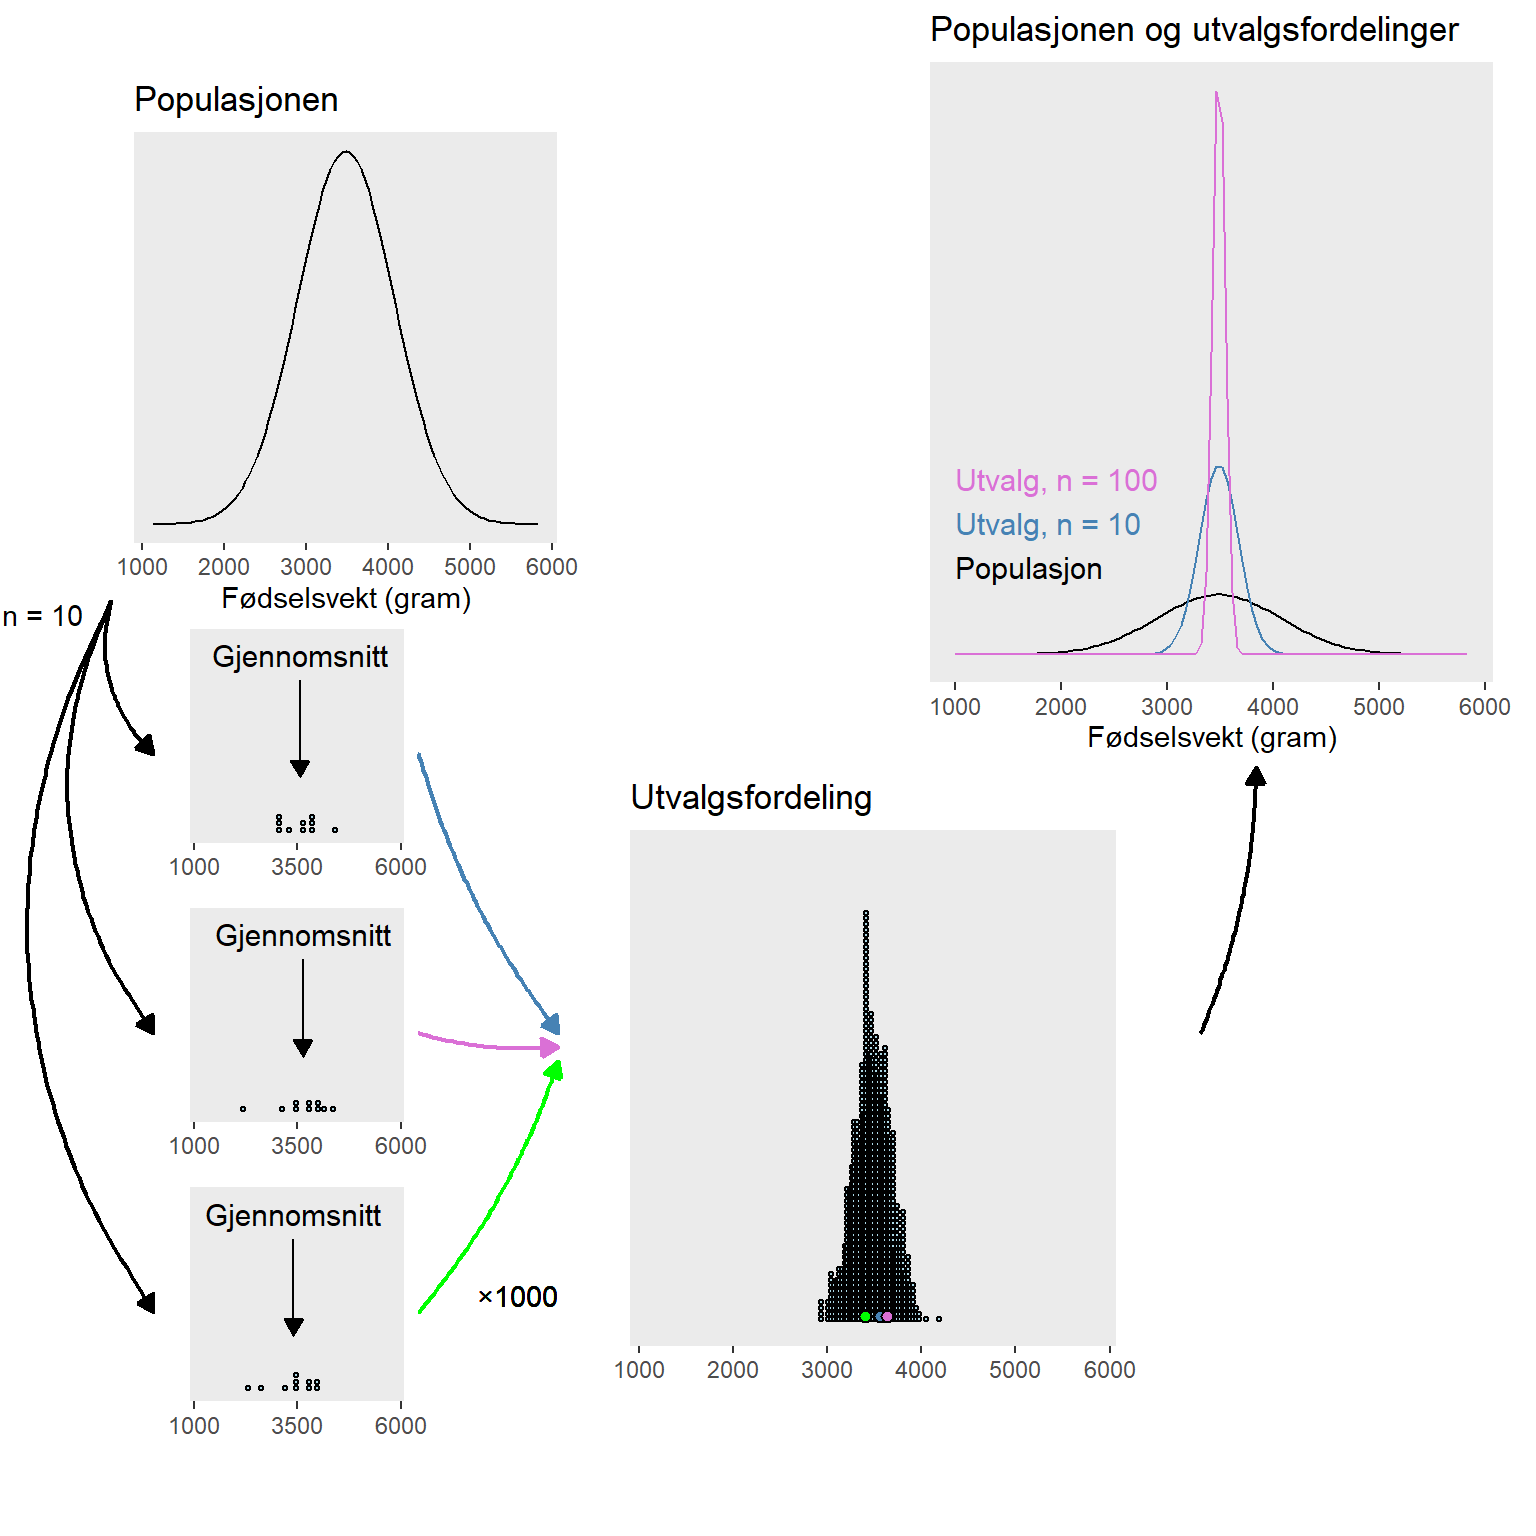 Populasjonen
1000 2000 3000 4000 5000 6000
Fødselsvekt (gram)
n = 10
Gjennomsnitt
1000 3500 6000
Gjennomsnitt
1000 3500 6000
Gjennomsnitt
1000 3500 6000
×1000
Utvalgsfordeling
1000 2000 3000 4000 5000 6000
Populasjonen og utvalgsfordelinger
Utvalg, n = 100
Utvalg, n = 10
Populasjon
1000 2000 3000 4000 5000 6000
Fødselsvekt (gram)